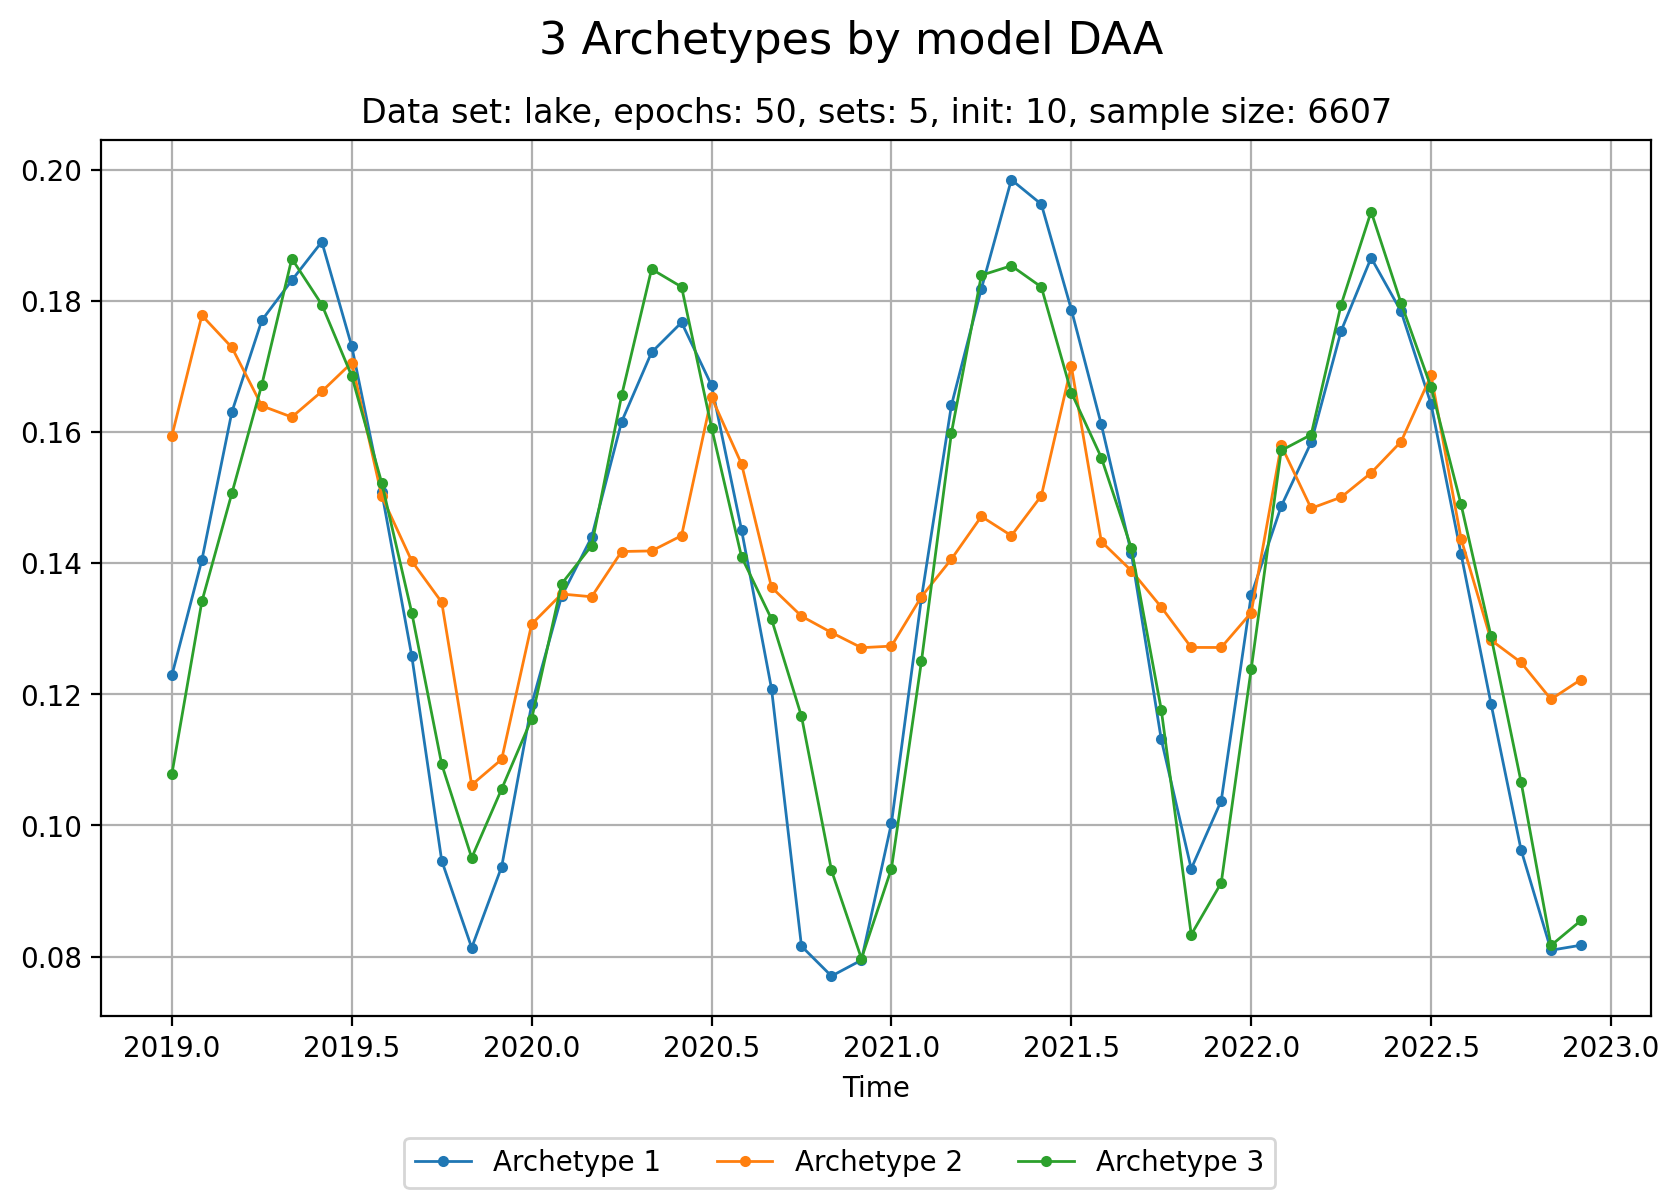 3 Archetypes by model DAA
Data set: lake, epochs: 50, sets: 5, init: 10, sample size: 6607
0.20
0.18
0.16
0.14
0.12
0.10
0.08
2019.0 2019.5 2020.0 2020.5 2021.0 2021.5 2022.0 2022.5 2023.0
Time
Archetype 1 Archetype 2 Archetype 3